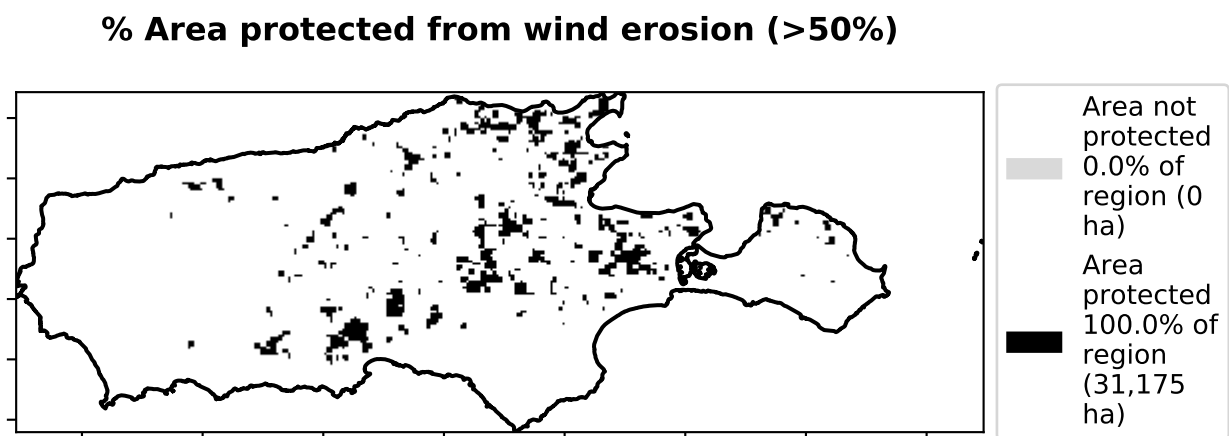 % Area protected from wind erosion (>50%)
Area not
protected
0.0% of
region (0
ha)
Area
protected
100.0% of
region
(31,175
ha)